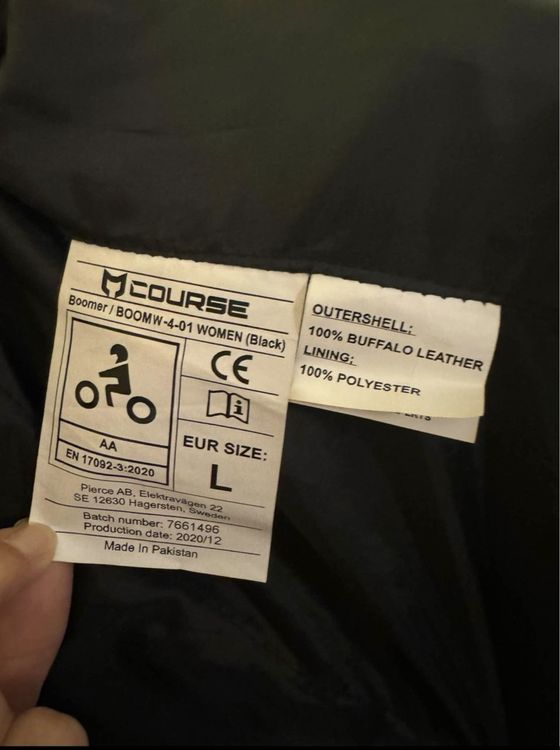 COURSE
Boomer / BOOMW-4-01 WOMEN (Black)
CE
i
AA
EN 17092-3:2020
EUR SIZE:
L
Pierce AB, Elektravägen 22
SE 12630 Hagersten, Sweden
Batch number: 7661496
Production date: 2020/12
Made In Pakistan
OUTERSHELL:
100% BUFFALO LEATHER
LINING;
100% POLYESTER